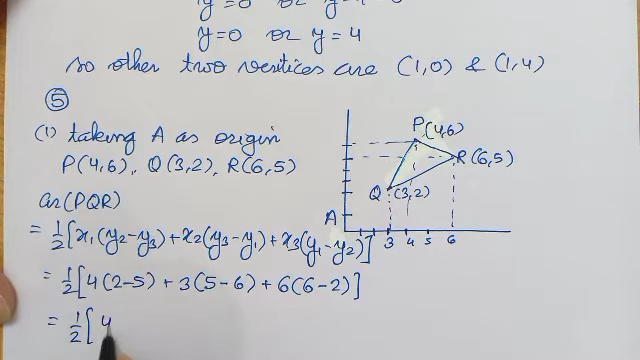 y=0 or y=4
so other two vertices are (1,0) & (1,4)
⑤
(1) taking A as origin
P(4,6), Q(3,2), R(6,5)
ar(PQR)
= 1/2[x₁(y₂-y₃)+x₂(y₃-y₁)+x₃(y₁-y₂)]
= 1/2[4(2-5)+3(5-6)+6(6-2)]
= 1/2[4
P(4,6)
R(6,5)
Q(3,2)
A
3 4 5 6